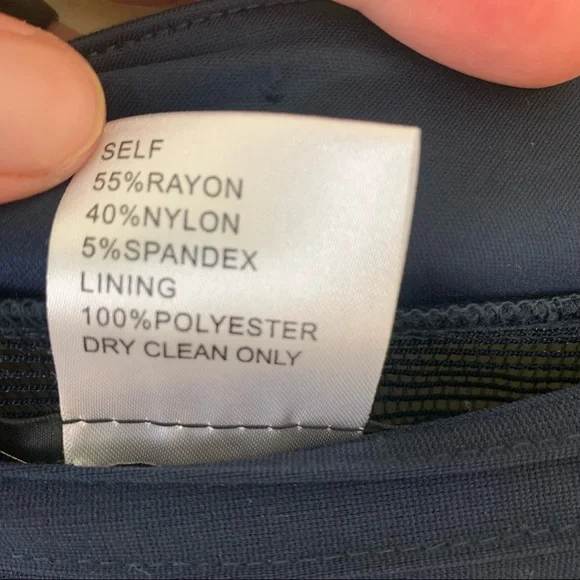 SELF
55%RAYON
40%NYLON
5%SPANDEX
LINING
100%POLYESTER
DRY CLEAN ONLY